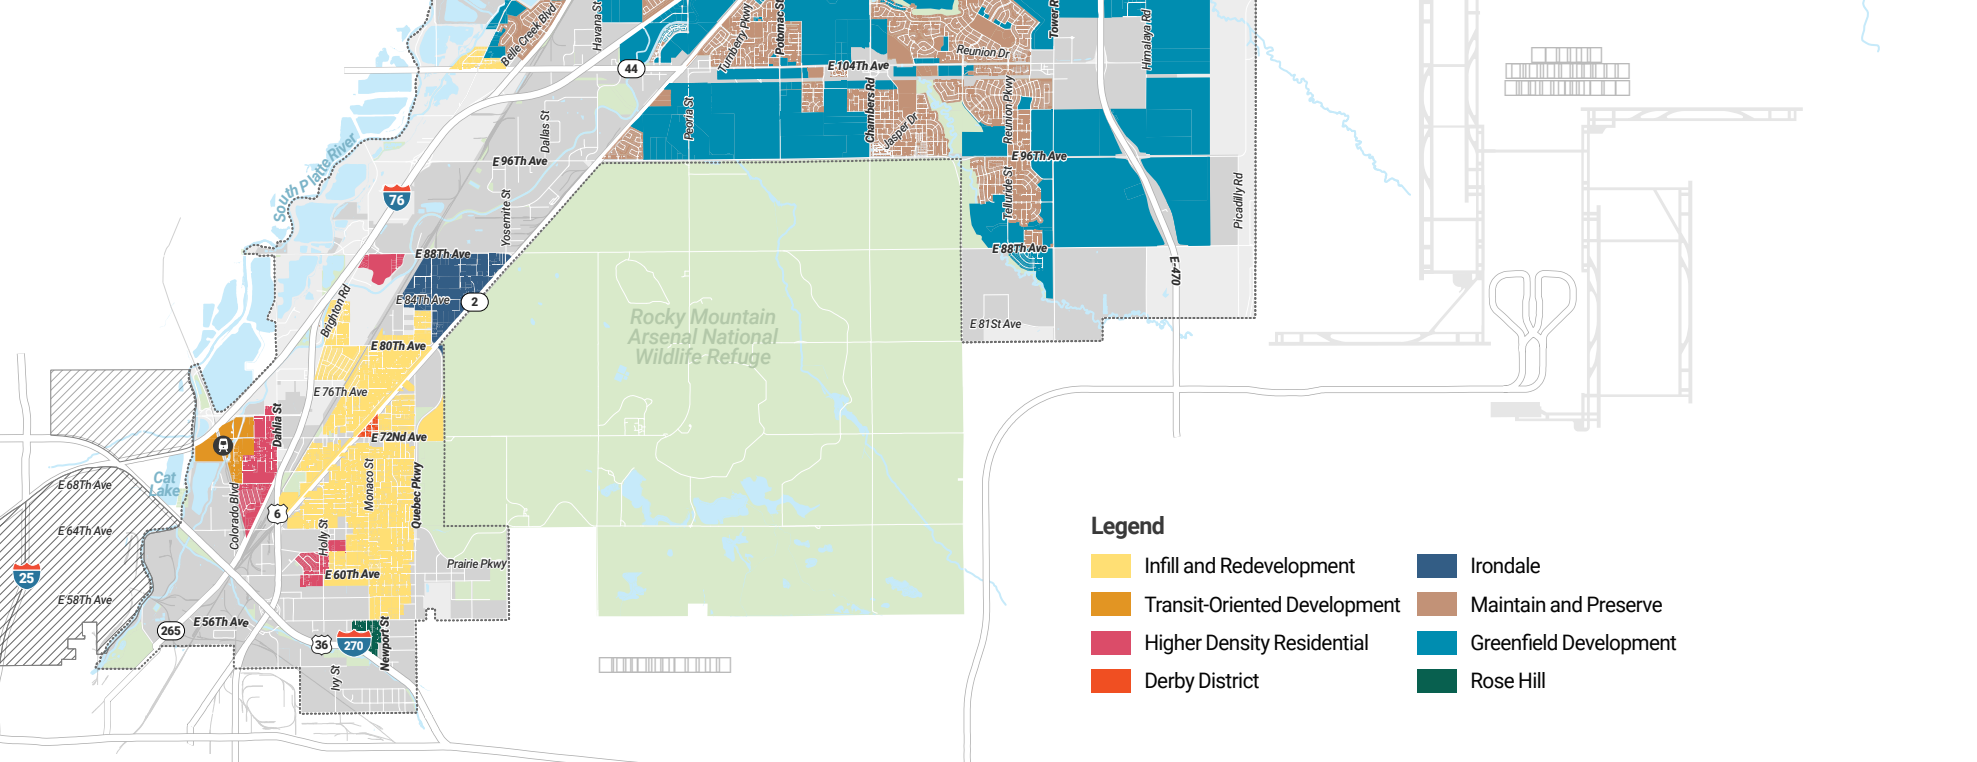 Belle Creek Blvd
Havana St
Turnberry Pkwy
Potomac St
Tower R
Himalaya Rd
Reunion Dr
44
E 104Th Ave
Peoria St
Chambers Rd
Jasper Dr
Reunion Pkwy
Dallas St
E 96Th Ave
E 96Th Ave
South Platte River
76
Yosemite St
Telluride St
Picadilly Rd
E 88Th Ave
E 88Th Ave
E-470
E 84Th Ave
2
Brighton Rd
Rocky Mountain
Arsenal National
Wildlife Refuge
E 81St Ave
E 80Th Ave
E 76Th Ave
Dahlia St
E 72Nd Ave
Cat
Lake
E 68Th Ave
Monaco St
Quebec Pkwy
Colorado Blvd
6
E 64Th Ave
Holly St
Prairie Pkwy
25
E 60Th Ave
E 58Th Ave
265
E 56Th Ave
36
270
Newport St
Ivy St
Legend
Infill and Redevelopment
Transit-Oriented Development
Higher Density Residential
Derby District
Irondale
Maintain and Preserve
Greenfield Development
Rose Hill